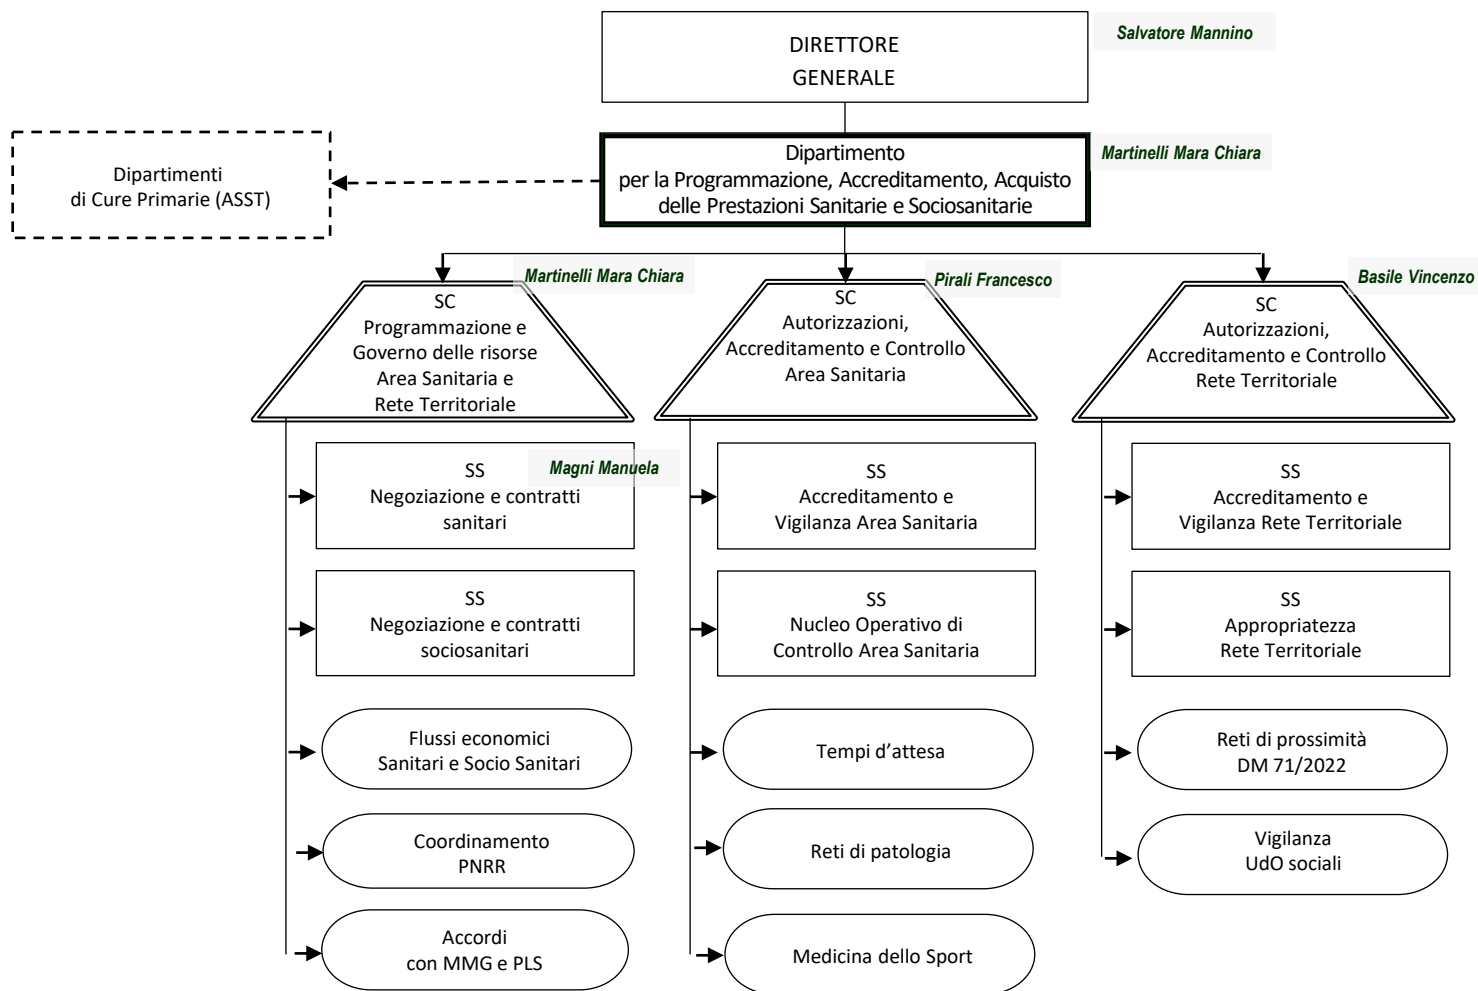 DIRETTORE
GENERALE
Salvatore Mannino
Dipartimento
per la Programmazione, Accreditamento, Acquisto
delle Prestazioni Sanitarie e Sociosanitarie
Martinelli Mara Chiara
Dipartimenti
di Cure Primarie (ASST)
Martinelli Mara Chiara
SC
Programmazione e
Governo delle risorse
Area Sanitaria e
Rete Territoriale
Magni Manuela
SS
Negoziazione e contratti
sanitari
SS
Negoziazione e contratti
sociosanitari
Flussi economici
Sanitari e Socio Sanitari
Coordinamento
PNRR
Accordi
con MMG e PLS
Pirali Francesco
SC
Autorizzazioni,
Accreditamento e Controllo
Area Sanitaria
SS
Accreditamento e
Vigilanza Area Sanitaria
SS
Nucleo Operativo di
Controllo Area Sanitaria
Tempi d’attesa
Reti di patologia
Medicina dello Sport
Basile Vincenzo
SC
Autorizzazioni,
Accreditamento e Controllo
Rete Territoriale
SS
Accreditamento e
Vigilanza Rete Territoriale
SS
Appropriatezza
Rete Territoriale
Reti di prossimità
DM 71/2022
Vigilanza
UdO sociali